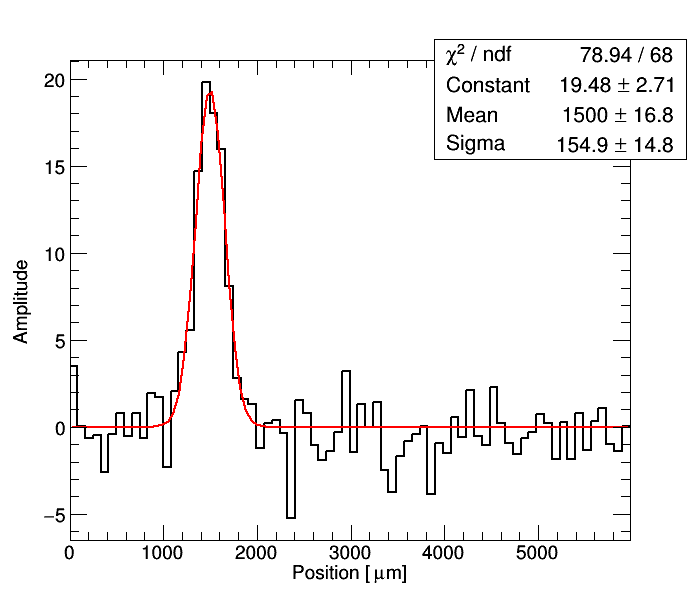 χ² / ndf 78.94 / 68
Constant 19.48 ± 2.71
Mean 1500 ± 16.8
Sigma 154.9 ± 14.8
20
15
10
5
0
−5
Amplitude
0 1000 2000 3000 4000 5000
Position [ μm]